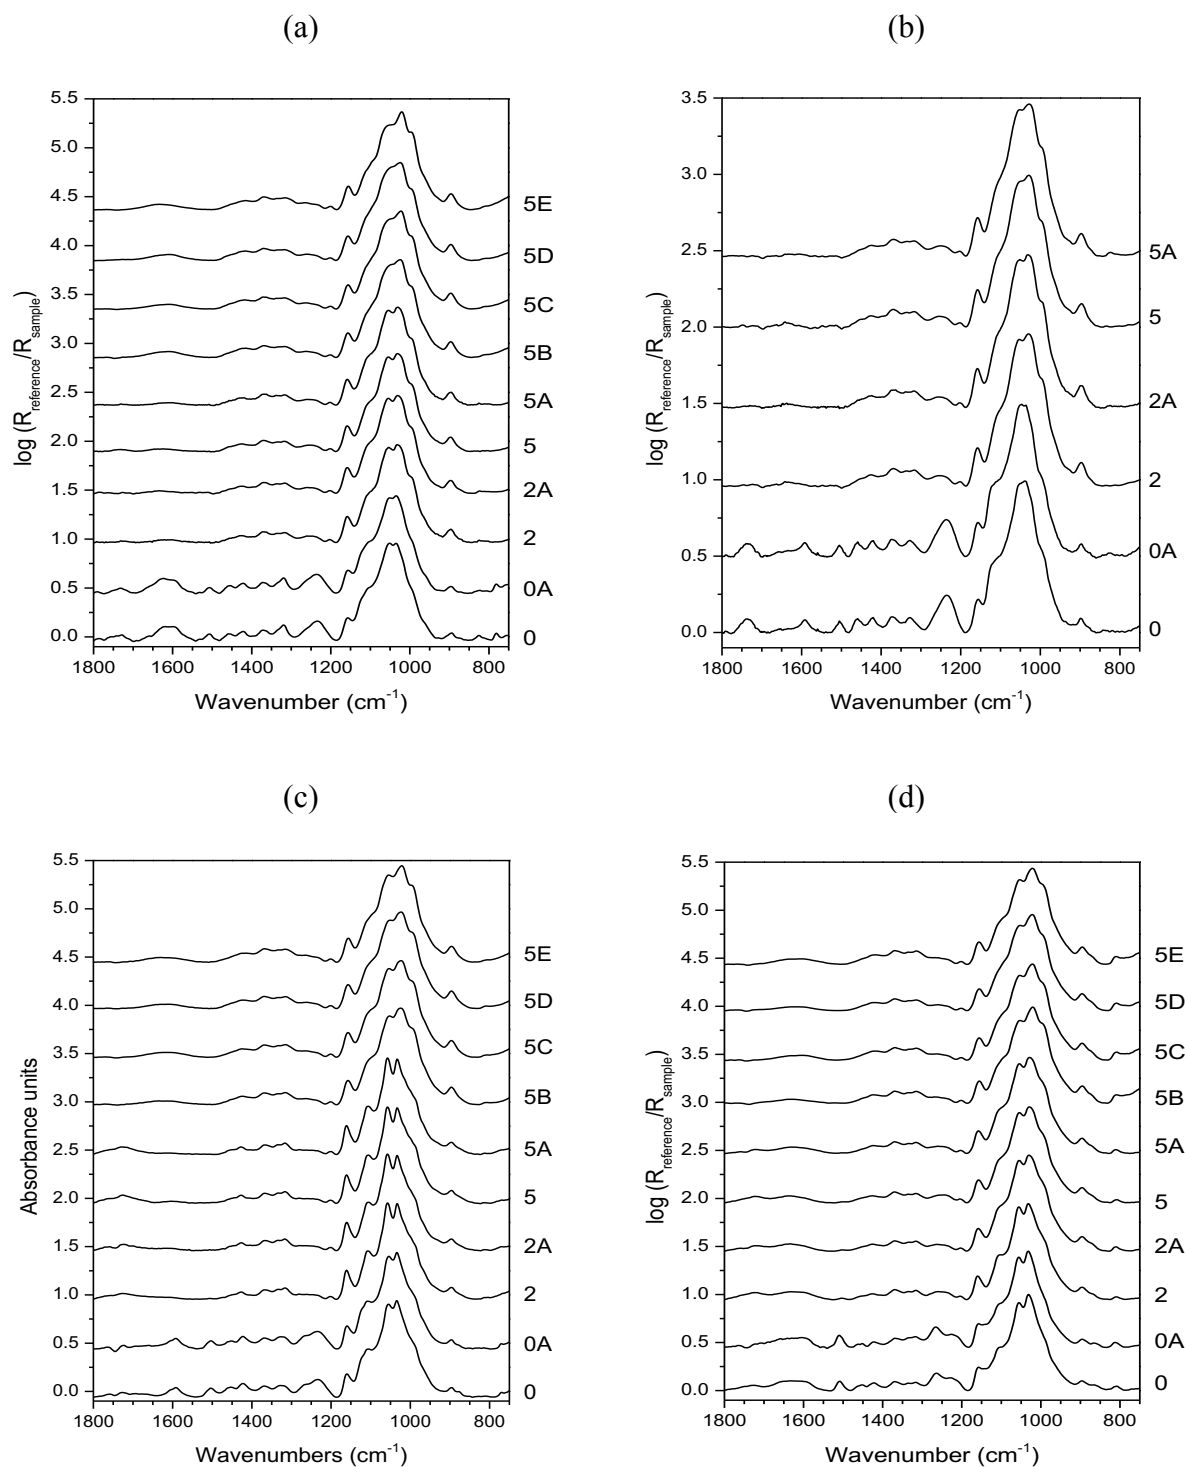 (a)
5.5
5.0
4.5
4.0
3.5
3.0
2.5
2.0
1.5
1.0
0.5
0.0
log (Rreference/Rsample)
5E
5D
5C
5B
5A
5
2A
2
0A
0
1800 1600 1400 1200 1000 800
Wavenumber (cm-1)
(b)
3.5
3.0
2.5
2.0
1.5
1.0
0.5
0.0
log (Rreference/Rsample)
5A
5
2A
2
0A
0
1800 1600 1400 1200 1000 800
Wavenumber (cm-1)
(c)
5.5
5.0
4.5
4.0
3.5
3.0
2.5
2.0
1.5
1.0
0.5
0.0
Absorbance units
5E
5D
5C
5B
5A
5
2A
2
0A
0
1800 1600 1400 1200 1000 800
Wavenumbers (cm-1)
(d)
5.5
5.0
4.5
4.0
3.5
3.0
2.5
2.0
1.5
1.0
0.5
0.0
log (Rreference/Rsample)
5E
5D
5C
5B
5A
5
2A
2
0A
0
1800 1600 1400 1200 1000 800
Wavenumber (cm-1)